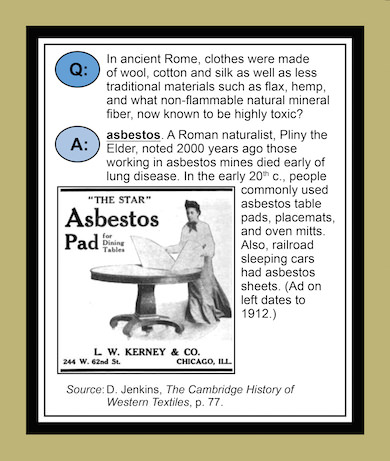 Q:
In ancient Rome, clothes were made
of wool, cotton and silk as well as less
traditional materials such as flax, hemp,
and what non-flammable natural mineral
fiber, now known to be highly toxic?
A:
asbestos. A Roman naturalist, Pliny the
Elder, noted 2000 years ago those
working in asbestos mines died early of
lung disease. In the early 20th c., people
commonly used
asbestos table
pads, placemats,
and oven mitts.
Also, railroad
sleeping cars
had asbestos
sheets. (Ad on
left dates to
1912.)
"THE STAR"
Asbestos
Pad for
Dining
Tables
L. W. KERNEY & CO.
244 W. 62nd St. CHICAGO, ILL.
Source: D. Jenkins, The Cambridge History of
Western Textiles, p. 77.